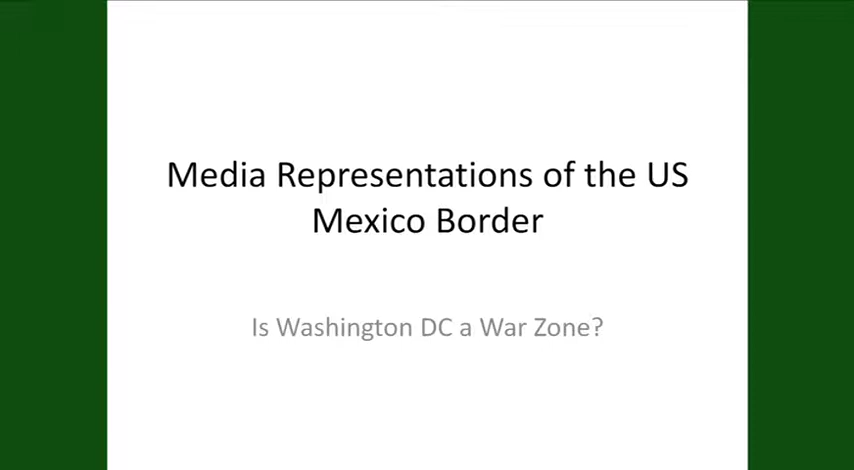 Media Representations of the US
Mexico Border
Is Washington DC a War Zone?